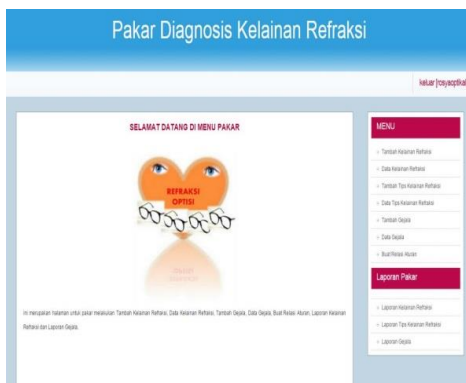 Pakar Diagnosis Kelainan Refraksi
keluar [rosyaoptikal
SELAMAT DATANG DI MENU PAKAR
REFRAKSI
OPTISI
Ini merupakan halaman untuk pakar melakukan Tambah Kelainan Refraksi, Data Kelainan Refraksi, Tambah Gejala, Data Gejala, Buat Relasi Aturan, Laporan Kelainan
Refraksi dan Laporan Gejala.
MENU
Tambah Kelainan Refraksi
Data Kelainan Refraksi
Tambah Tips Kelainan Refraksi
Data Tips Kelainan Refraksi
Tambah Gejala
Data Gejala
Buat Relasi Aturan
Laporan Pakar
Laporan Kelainan Refraksi
Laporan Tips Kelainan Refraksi
Laporan Gejala